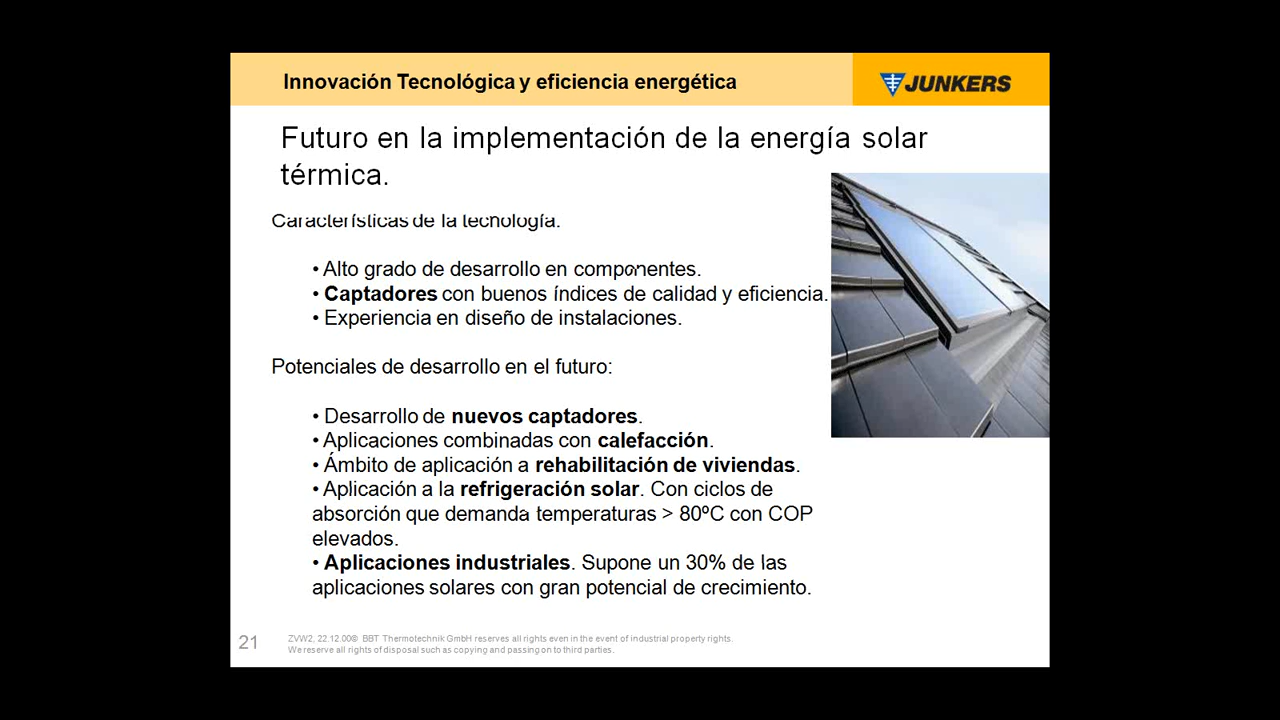 Innovación Tecnológica y eficiencia energética
JUNKERS
Futuro en la implementación de la energía solar
térmica.
Características de la tecnología.
• Alto grado de desarrollo en componentes.
• Captadores con buenos índices de calidad y eficiencia.
• Experiencia en diseño de instalaciones.
Potenciales de desarrollo en el futuro:
• Desarrollo de nuevos captadores.
• Aplicaciones combinadas con calefacción.
• Ámbito de aplicación a rehabilitación de viviendas.
• Aplicación a la refrigeración solar. Con ciclos de
absorción que demanda temperaturas > 80ºC con COP
elevados.
• Aplicaciones industriales. Supone un 30% de las
aplicaciones solares con gran potencial de crecimiento.
21
ZVW2, 22.12.00© BBT Thermotechnik GmbH reserves all rights even in the event of industrial property rights.
We reserve all rights of disposal such as copying and passing on to third parties.